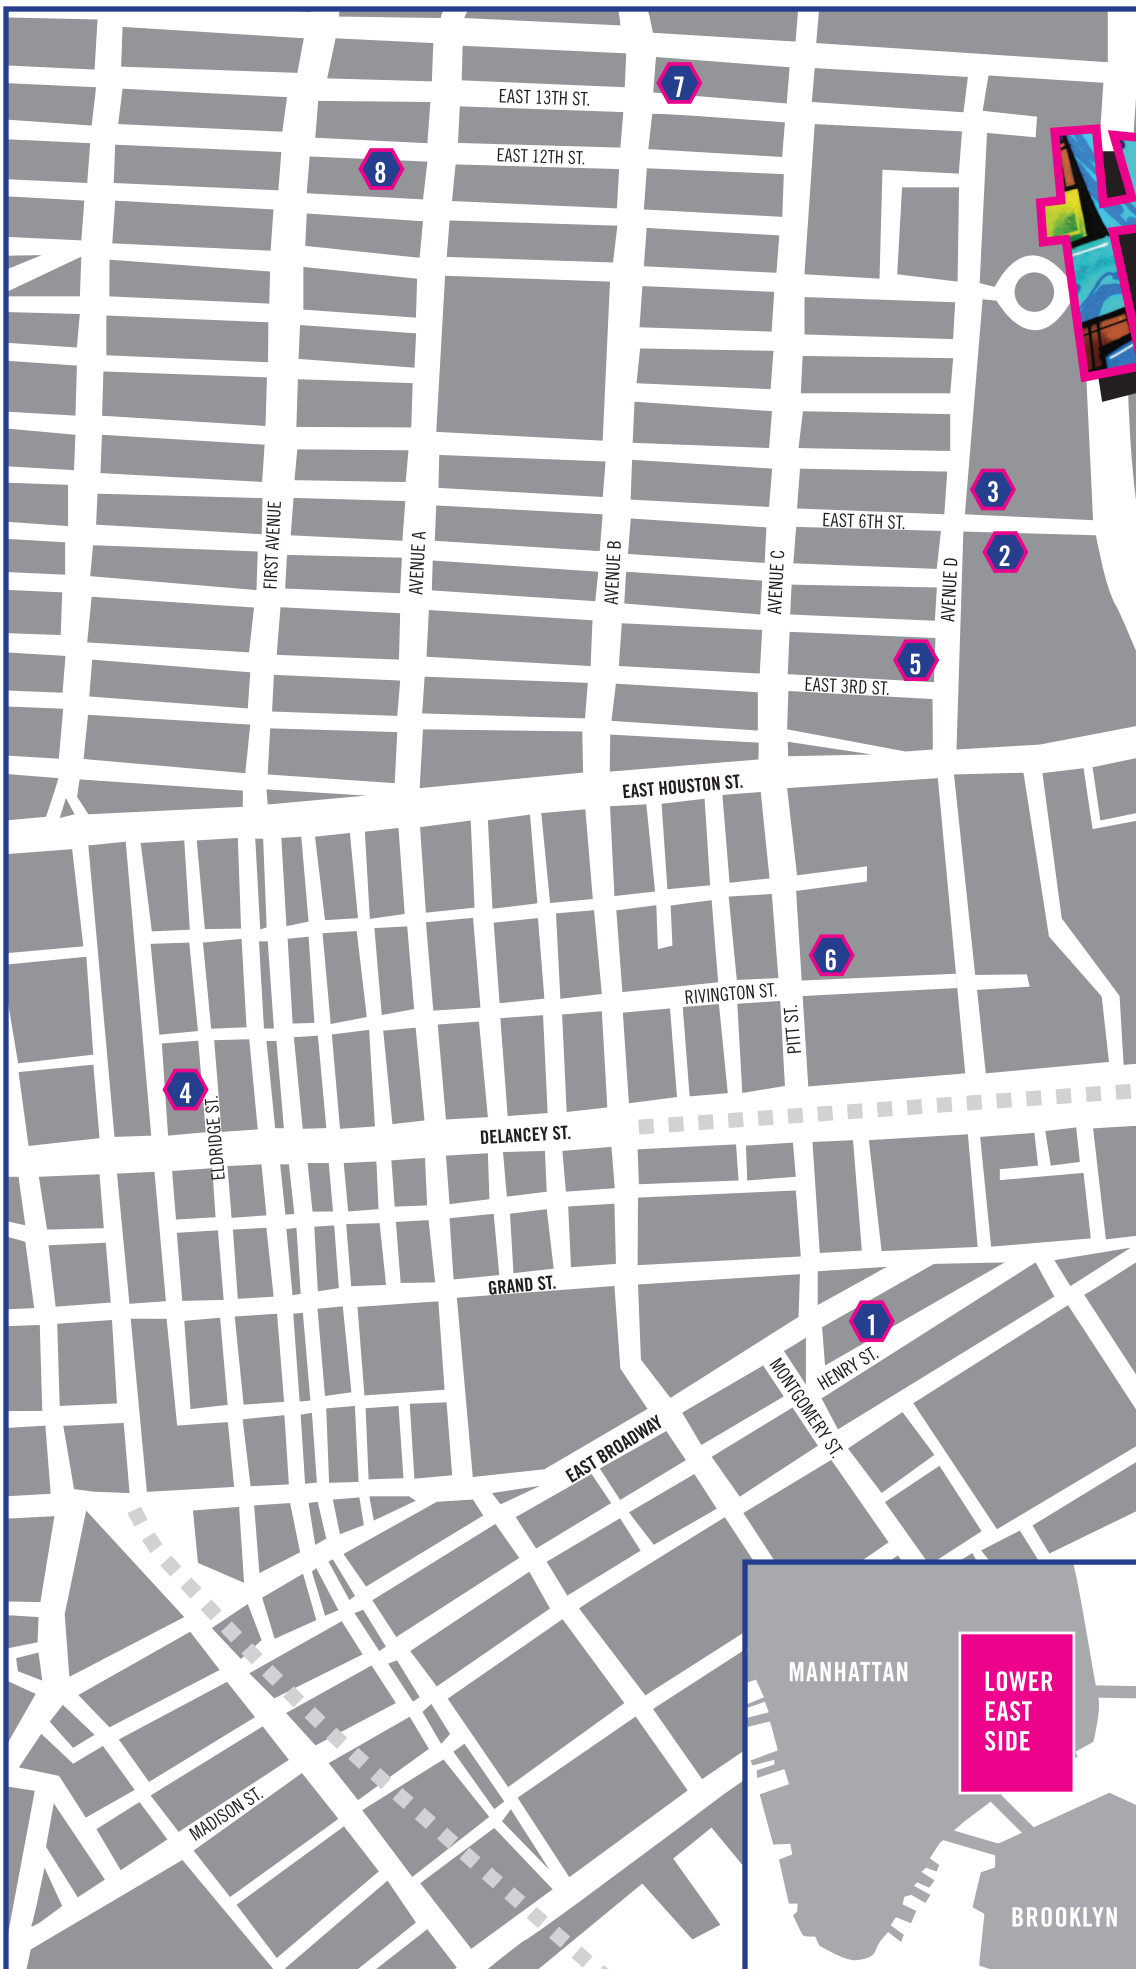 7
EAST 13TH ST.
EAST 12TH ST.
8
3
EAST 6TH ST.
2
FIRST AVENUE
AVENUE A
AVENUE B
AVENUE C
AVENUE D
5
EAST 3RD ST.
EAST HOUSTON ST.
6
RIVINGTON ST.
PITT ST.
4
ELDRIDGE ST.
DELANCEY ST.
GRAND ST.
1
HENRY ST.
MONTGOMERY ST.
EAST BROADWAY
MADISON ST.
MANHATTAN
LOWER
EAST
SIDE
BROOKLYN